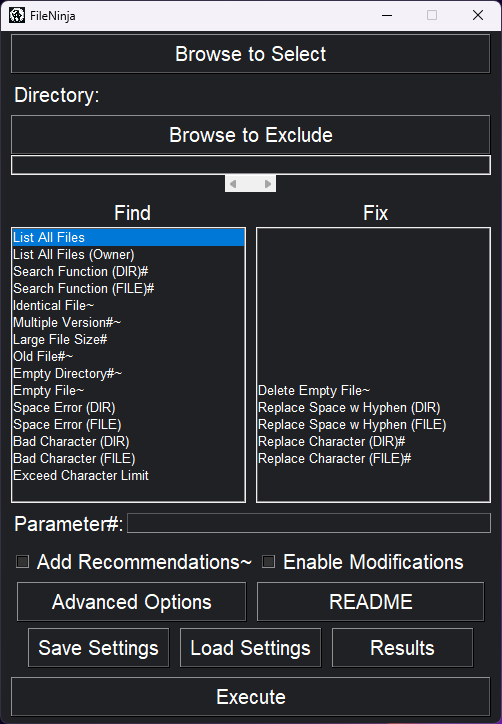 FileNinja
Browse to Select
Directory:
Browse to Exclude
Find
Fix
List All Files
List All Files (Owner)
Search Function (DIR)#
Search Function (FILE)#
Identical File~
Multiple Version#~
Large File Size#
Old File#~
Empty Directory#~
Empty File~
Space Error (DIR)
Space Error (FILE)
Bad Character (DIR)
Bad Character (FILE)
Exceed Character Limit
Delete Empty File~
Replace Space w Hyphen (DIR)
Replace Space w Hyphen (FILE)
Replace Character (DIR)#
Replace Character (FILE)#
Parameter#:
Add Recommendations~
Enable Modifications
Advanced Options
README
Save Settings
Load Settings
Results
Execute